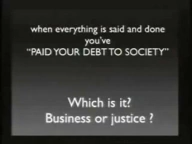 when everything is said and done
you've
"PAID YOUR DEBT TO SOCIETY"
Which is it?
Business or justice ?